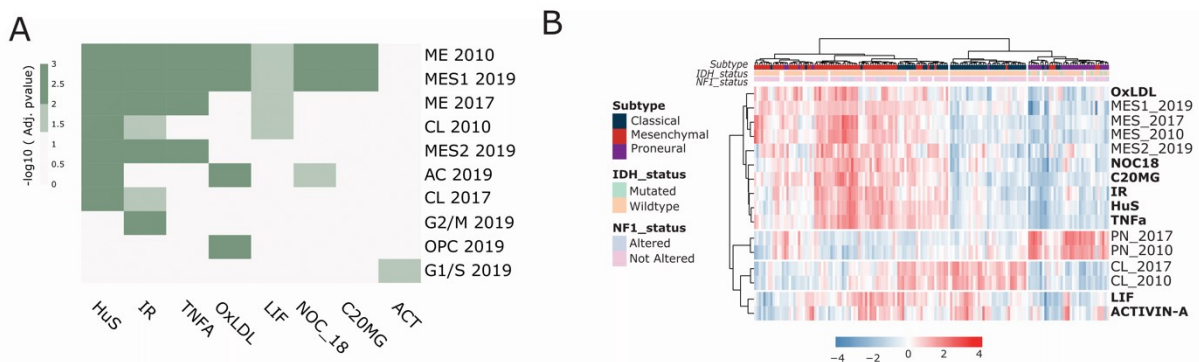 A
-log10 ( Adj. pvalue)
3
2.5
2
1.5
1
0.5
0
ME 2010
MES1 2019
ME 2017
CL 2010
MES2 2019
AC 2019
CL 2017
G2/M 2019
OPC 2019
G1/S 2019
HuS
IR
TNFA
OxLDL
LIF
NOC_18
C20MG
ACT
B
Subtype
IDH_status
NF1_status
Subtype
Classical
Mesenchymal
Proneural
IDH_status
Mutated
Wildtype
NF1_status
Altered
Not Altered
OxLDL
MES1_2019
MES_2017
MES_2010
MES2_2019
NOC18
C20MG
IR
HuS
TNFa
PN_2017
PN_2010
CL_2017
CL_2010
LIF
ACTIVIN-A
−4 −2 0 2 4